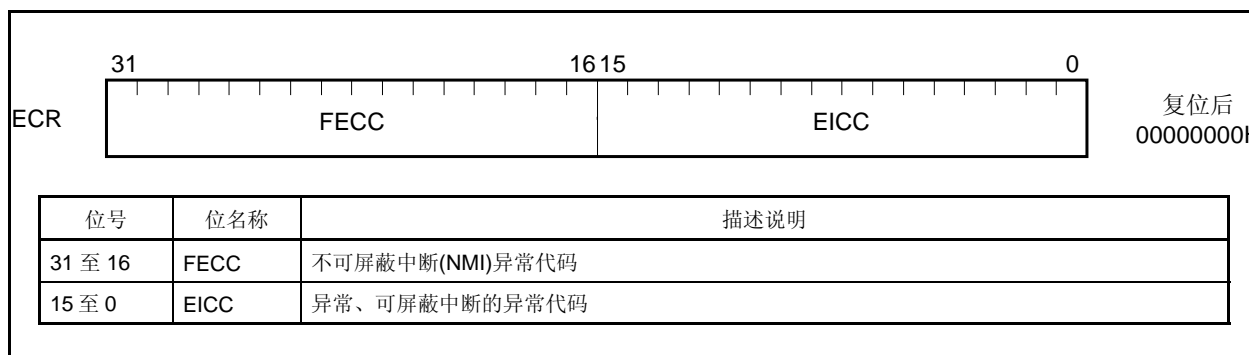 31 16 15 0
ECR FECC EICC 复位后
00000000H
位号 位名称 描述说明
31 至 16 FECC 不可屏蔽中断(NMI)异常代码
15 至 0 EICC 异常、可屏蔽中断的异常代码